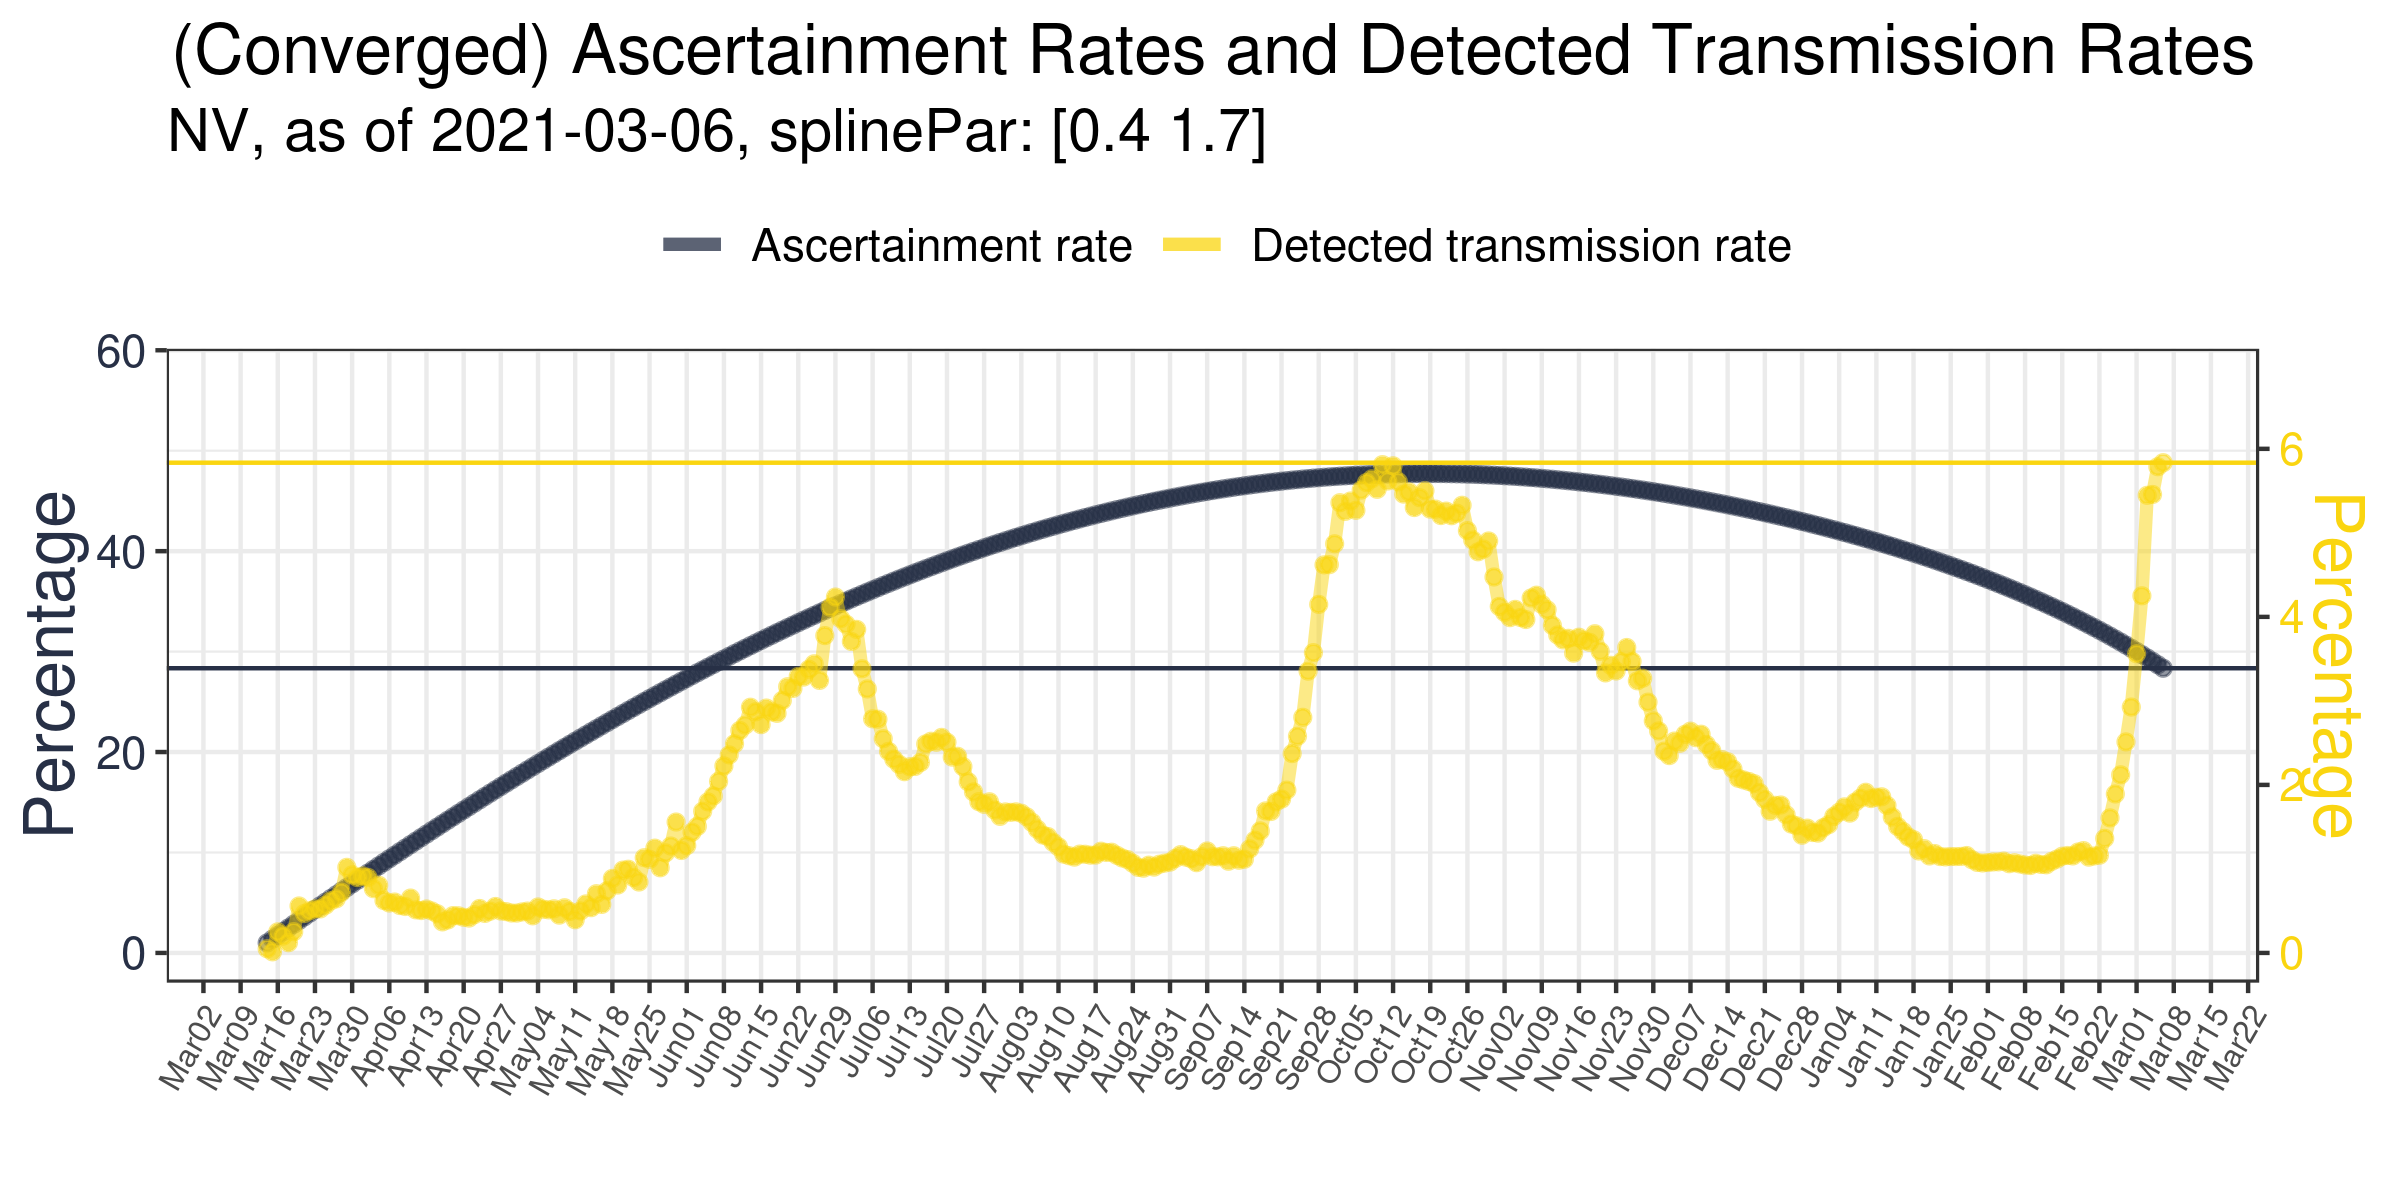 (Converged) Ascertainment Rates and Detected Transmission Rates
NV, as of 2021-03-06, splinePar: [0.4 1.7]
Ascertainment rate
Detected transmission rate
Percentage
60
40
20
0
6
4
2
0
Percentage
Mar02
Mar09
Mar16
Mar23
Mar30
Apr06
Apr13
Apr20
Apr27
May04
May11
May18
May25
Jun01
Jun08
Jun15
Jun22
Jun29
Jul06
Jul13
Jul20
Jul27
Aug03
Aug10
Aug17
Aug24
Aug31
Sep07
Sep14
Sep21
Sep28
Oct05
Oct12
Oct19
Oct26
Nov02
Nov09
Nov16
Nov23
Nov30
Dec07
Dec14
Dec21
Dec28
Dec04
Jan11
Jan18
Jan25
Feb01
Feb08
Feb15
Feb22
Mar01
Mar08
Mar15
Mar22